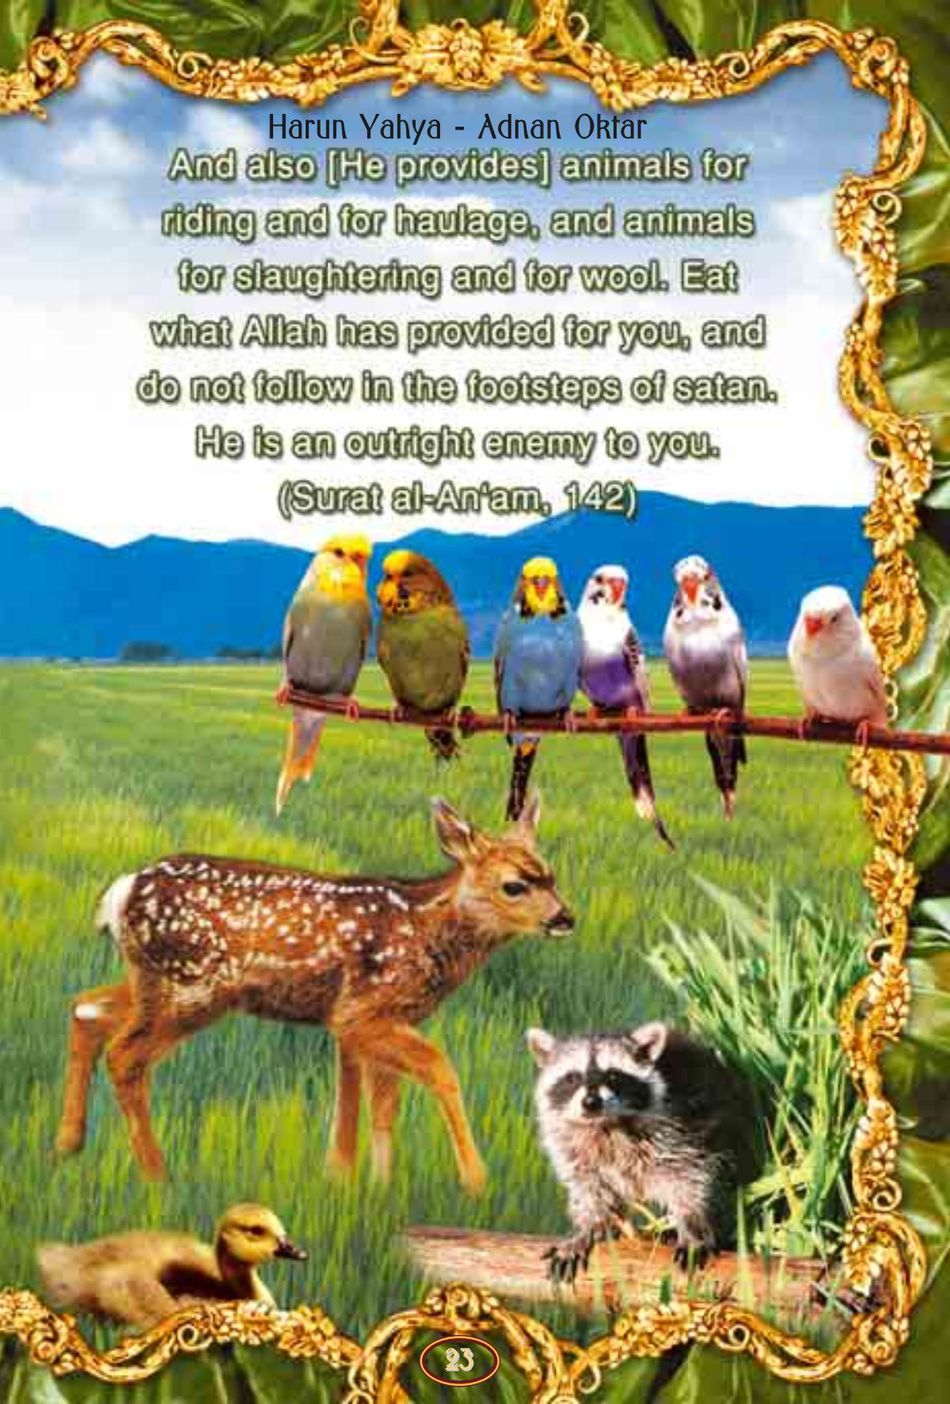 Harun Yahya - Adnan Oktar
And also [He provides] animals for
riding and for haulage, and animals
for slaughtering and for wool. Eat
what Allah has provided for you, and
do not follow in the footsteps of satan.
He is an outright enemy to you.
(Surat al-An‘am, 142)
23